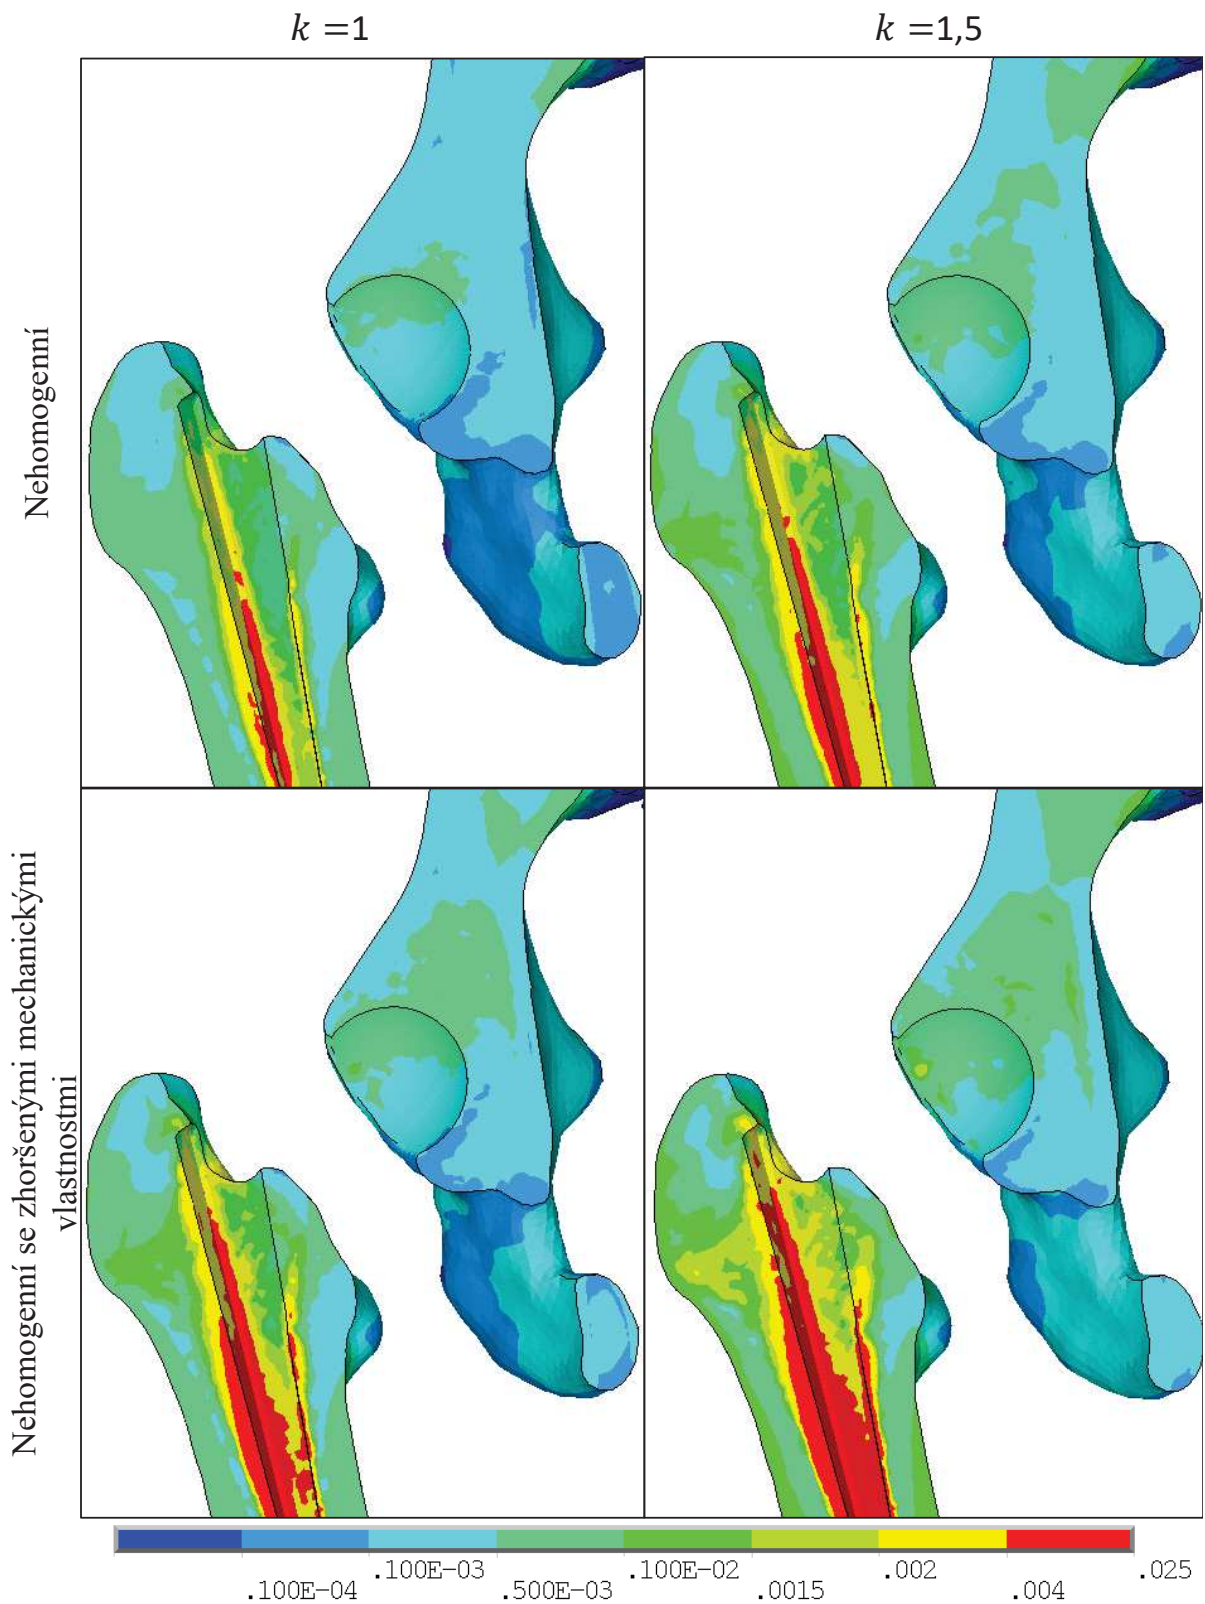 k =1
k =1,5
Nehomogenní
Nehomogenní se zhoršenými mechanickými
vlastnostmi
.100E-04
.100E-03
.500E-03
.100E-02
.0015
.002
.004
.025